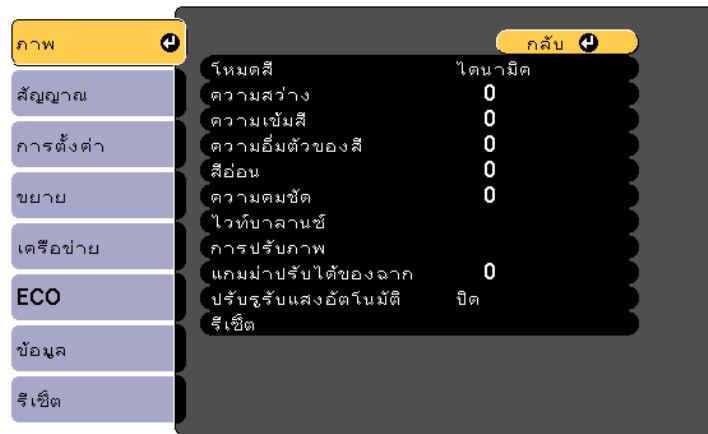 ภาพ
สัญญาณ
การตั้งค่า
ขยาย
เครือข่าย
ECO
ข้อมูล
รีเซ็ต
กลับ
โหมดสี ไดนามิค
ความสว่าง 0
ความเข้มสี 0
ความอิ่มตัวของสี 0
สีอ่อน 0
ความคมชัด 0
ไวท์บาลานซ์
การปรับภาพ
แกมม่าปรับได้ของฉาก 0
ปรับรูรับแสงอัตโนมัติ ปิด
รีเซ็ต